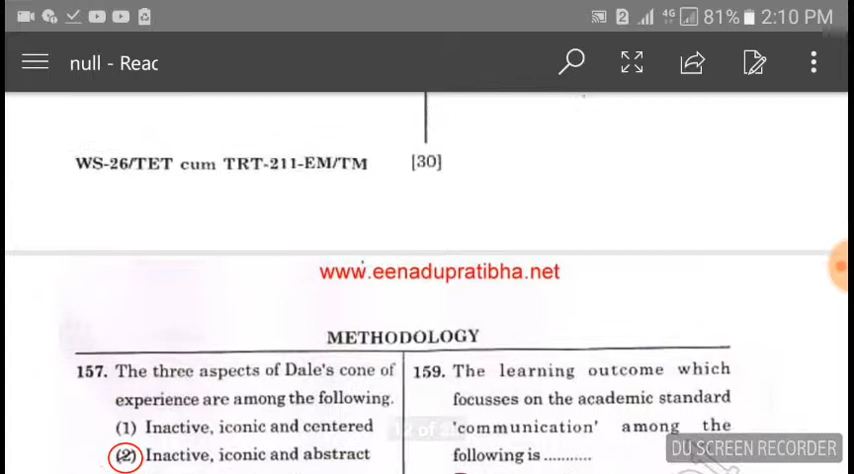 81% 2:10 PM
null - Reac
WS-26/TET cum TRT-211-EM/TM [30]
www.eenadupratibha.net
METHODOLOGY
157. The three aspects of Dale's cone of
experience are among the following.
(1) Inactive, iconic and centered
(2) Inactive, iconic and abstract
159. The learning outcome which
focusses on the academic standard
'communication' among the
following is ...........
DU SCREEN RECORDER